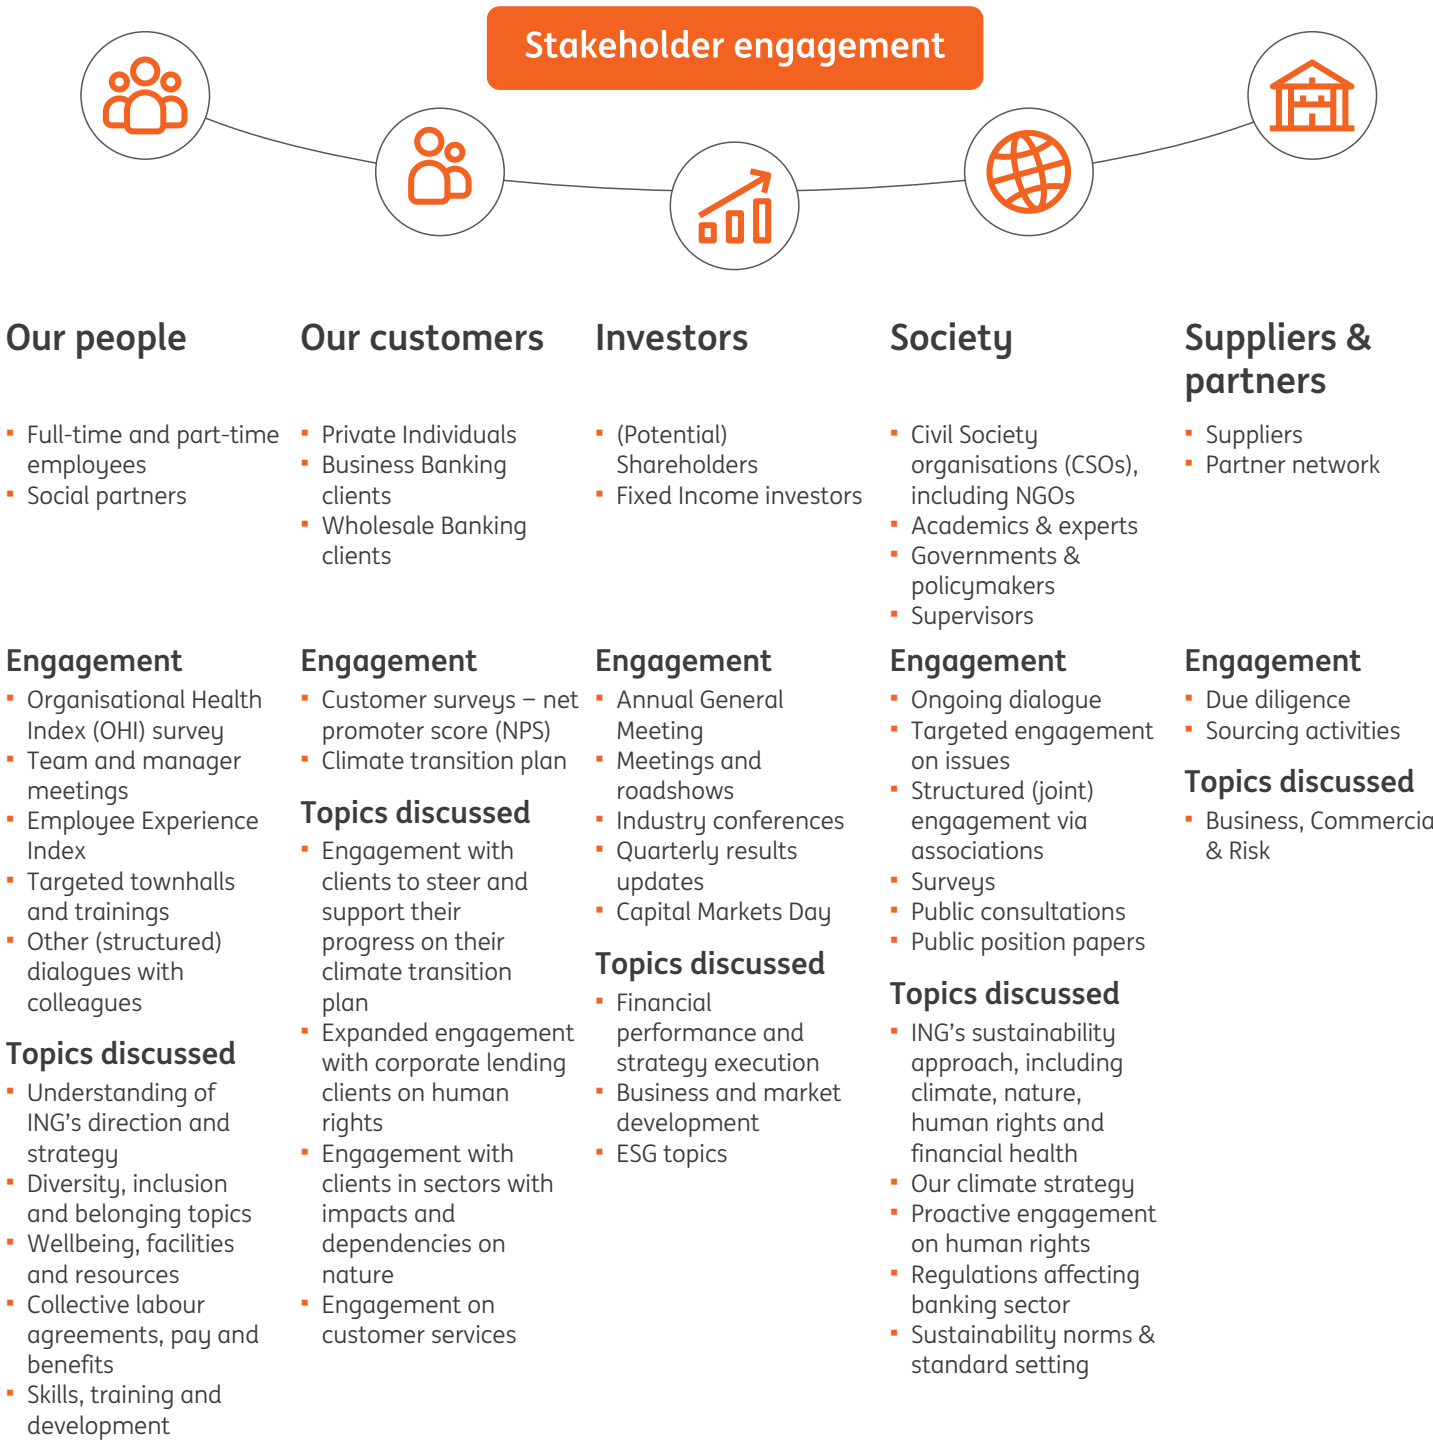 Stakeholder engagement
Our people
Full-time and part-time
employees
Social partners
Engagement
Organisational Health
Index (OHI) survey
Team and manager
meetings
Employee Experience
Index
Targeted townhalls
and trainings
Other (structured)
dialogues with
colleagues
Topics discussed
Understanding of
ING’s direction and
strategy
Diversity, inclusion
and belonging topics
Wellbeing, facilities
and resources
Collective labour
agreements, pay and
benefits
Skills, training and
development
Our customers
Private Individuals
Business Banking
clients
Wholesale Banking
clients
Engagement
Customer surveys – net
promoter score (NPS)
Climate transition plan
Topics discussed
Engagement with
clients to steer and
support their
progress on their
climate transition
plan
Expanded engagement
with corporate lending
clients on human
rights
Engagement with
clients in sectors with
impacts and
dependencies on
nature
Engagement on
customer services
Investors
(Potential)
Shareholders
Fixed Income investors
Engagement
Annual General
Meeting
Meetings and
roadshows
Industry conferences
Quarterly results
updates
Capital Markets Day
Topics discussed
Financial
performance and
strategy execution
Business and market
development
ESG topics
Society
Civil Society
organisations (CSOs),
including NGOs
Academics & experts
Governments &
policymakers
Supervisors
Engagement
Ongoing dialogue
Targeted engagement
on issues
Structured (joint)
engagement via
associations
Surveys
Public consultations
Public position papers
Topics discussed
ING’s sustainability
approach, including
climate, nature,
human rights and
financial health
Our climate strategy
Proactive engagement
on human rights
Regulations affecting
banking sector
Sustainability norms &
standard setting
Suppliers &
partners
Suppliers
Partner network
Engagement
Due diligence
Sourcing activities
Topics discussed
Business, Commercia
& Risk